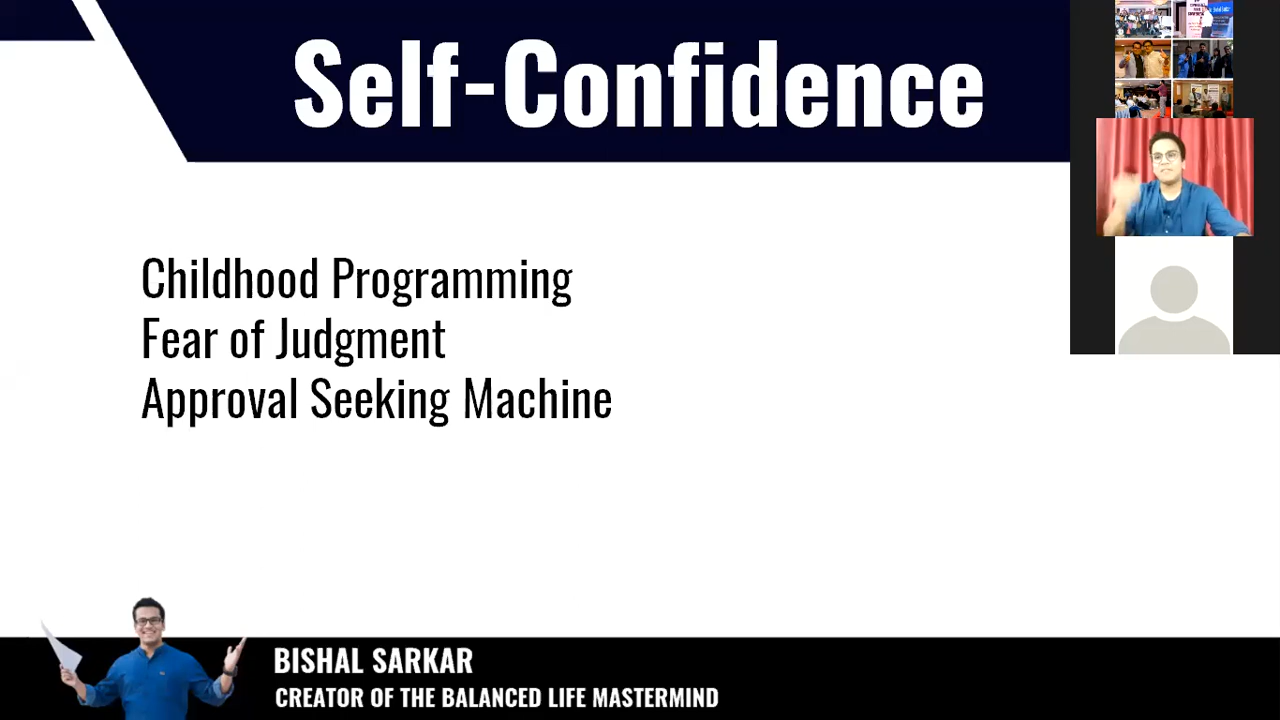 Self-Confidence
Childhood Programming
Fear of Judgment
Approval Seeking Machine
BISHAL SARKAR
CREATOR OF THE BALANCED LIFE MASTERMIND